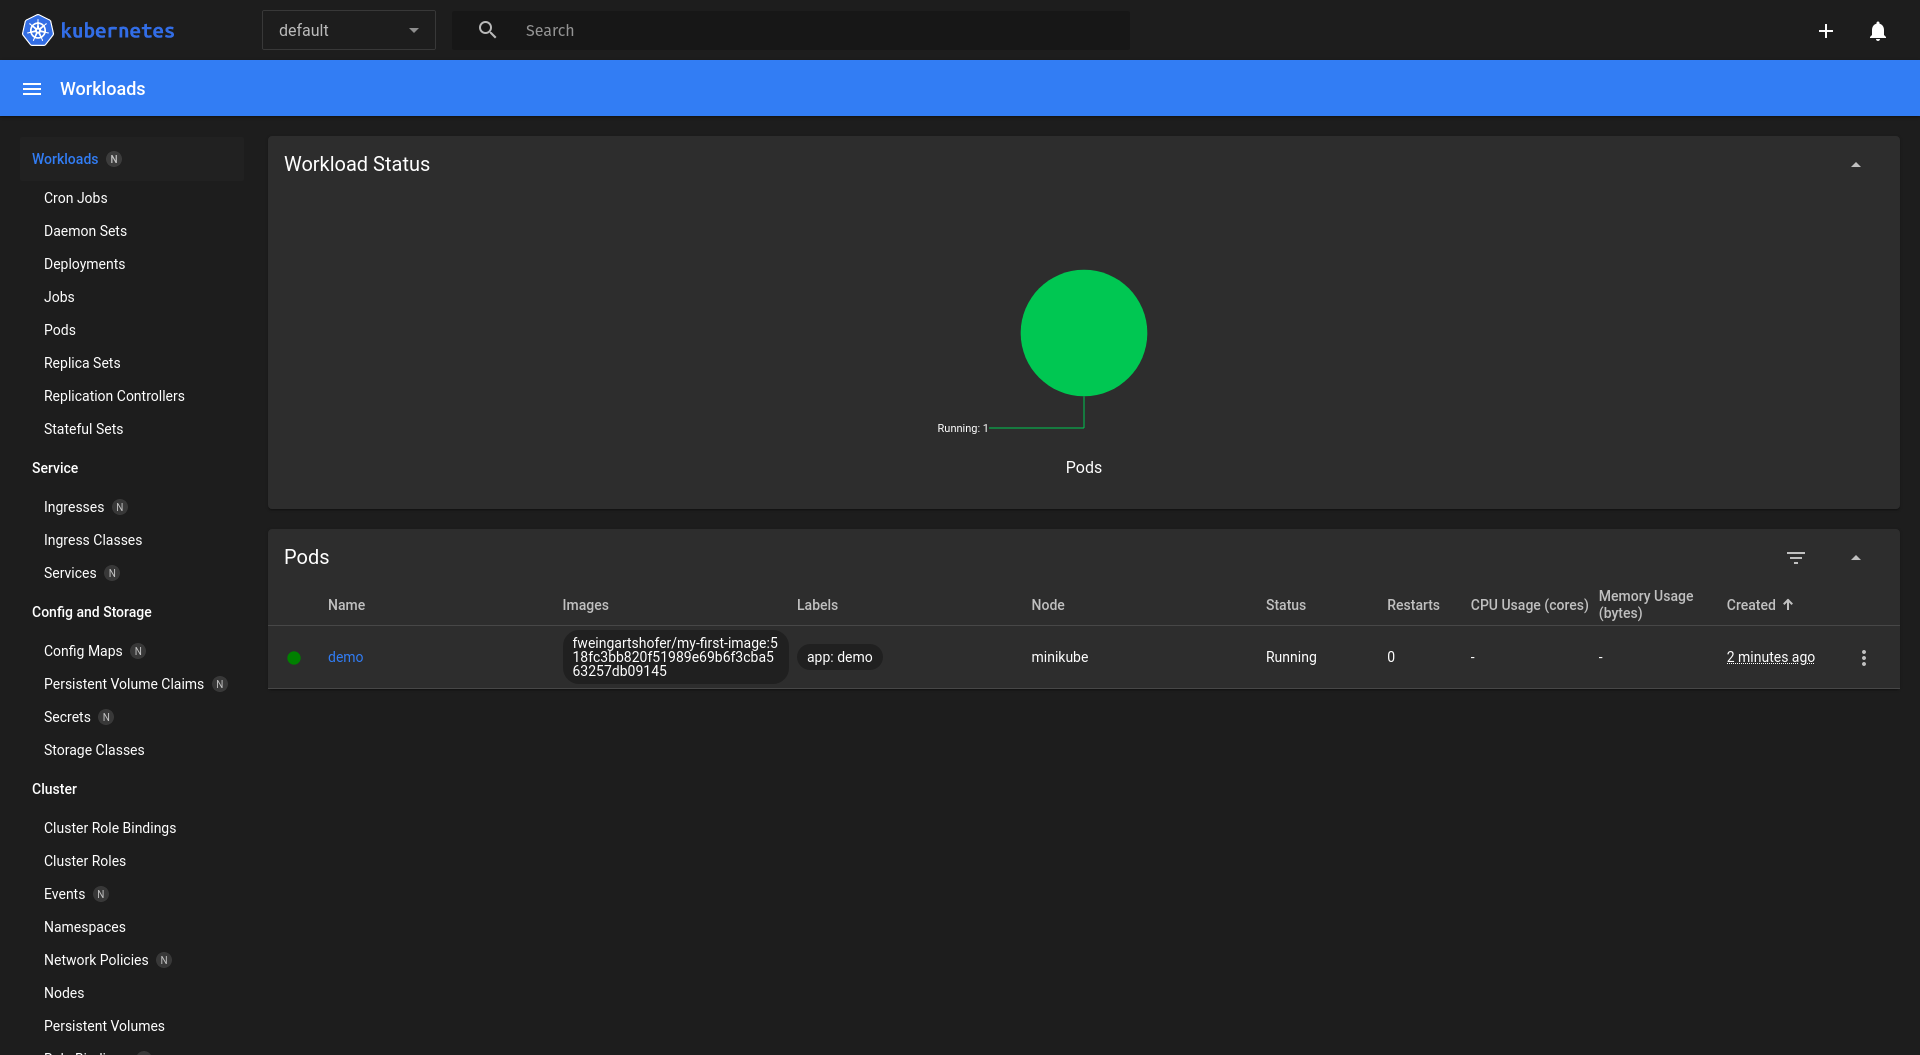 kubernetes
default
Search
Workloads
Workloads N
Cron Jobs
Daemon Sets
Deployments
Jobs
Pods
Replica Sets
Replication Controllers
Stateful Sets
Service
Ingresses N
Ingress Classes
Services N
Config and Storage
Config Maps N
Persistent Volume Claims N
Secrets N
Storage Classes
Cluster
Cluster Role Bindings
Cluster Roles
Events N
Namespaces
Network Policies N
Nodes
Persistent Volumes
Workload Status
Running: 1
Pods
Pods
Name Images Labels Node Status Restarts CPU Usage (cores) Memory Usage (bytes) Created
demo
fweingartshofer/my-first-image:5
18fc3bb820f51989e69b6f3cba5
63257db09145
app: demo
minikube
Running
0
-
-
2 minutes ago